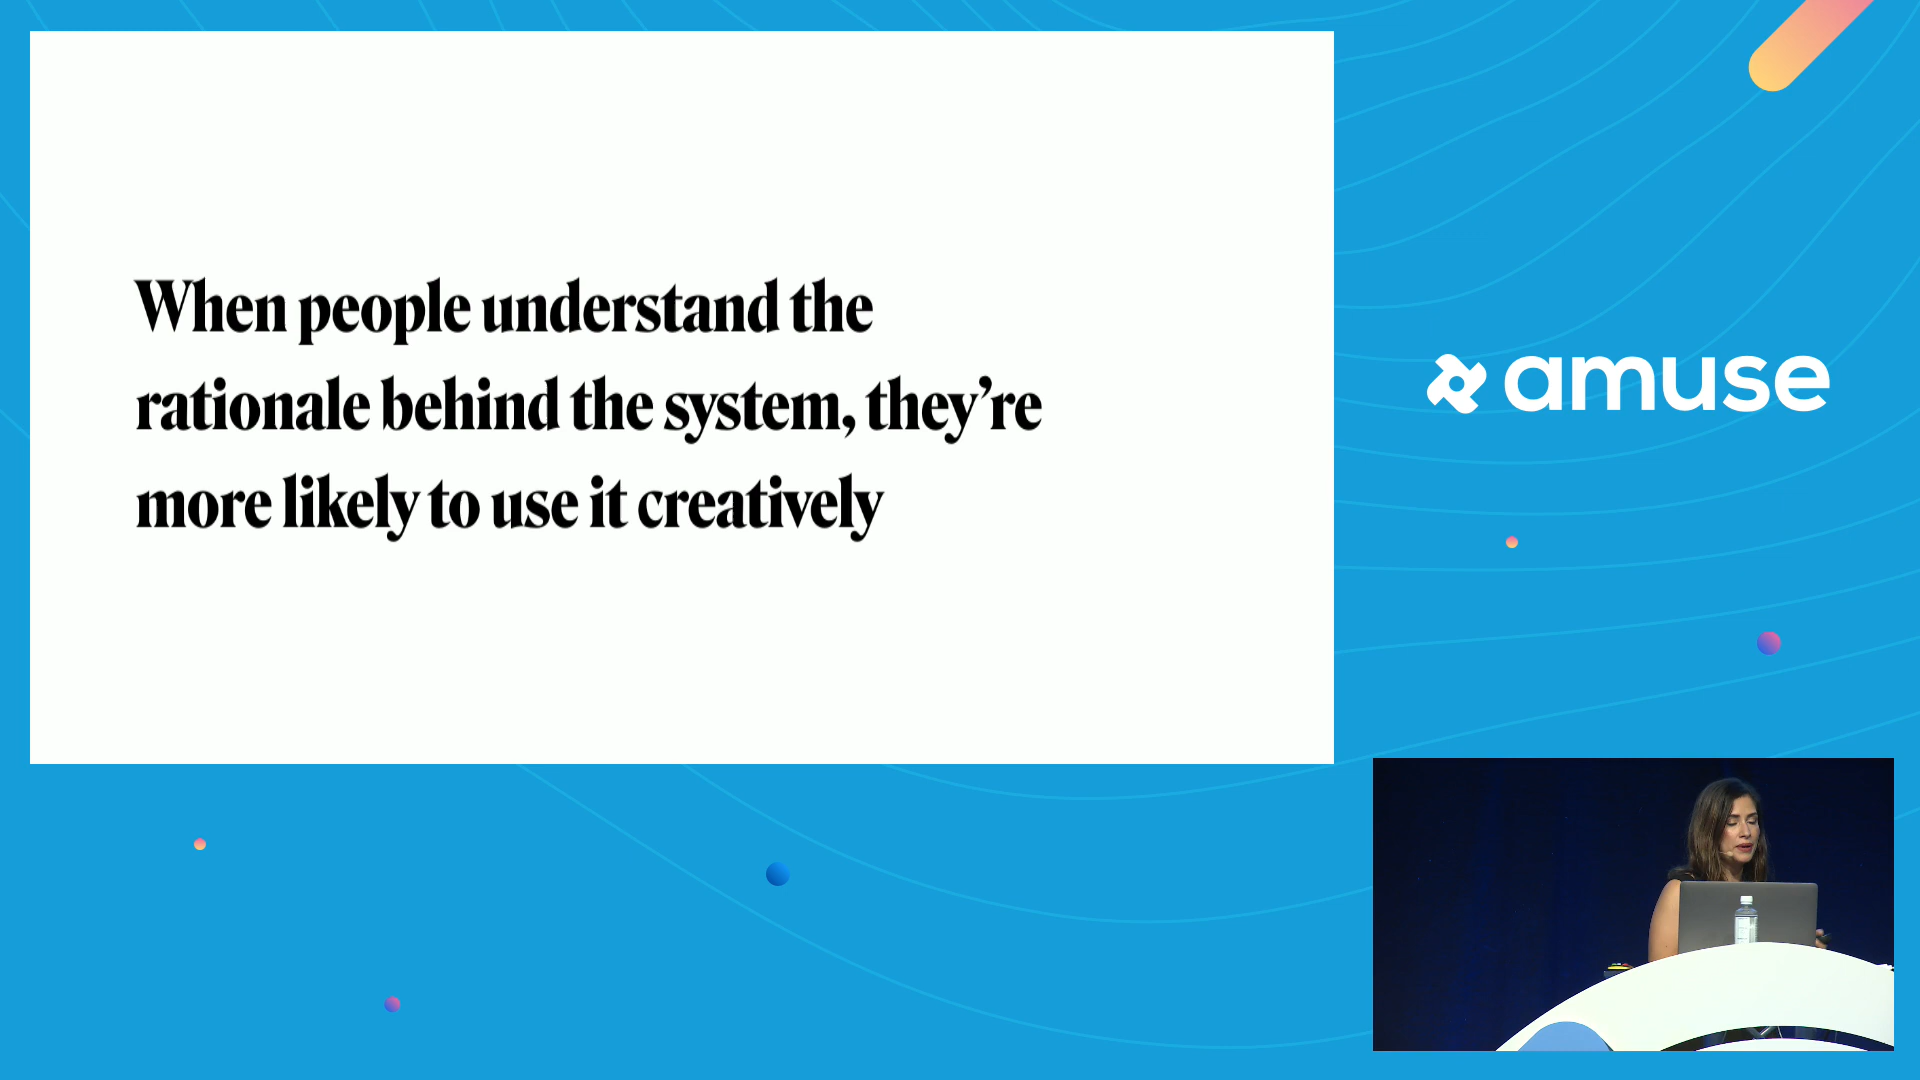 When people understand the
rationale behind the system, they’re
more likely to use it creatively
amuse